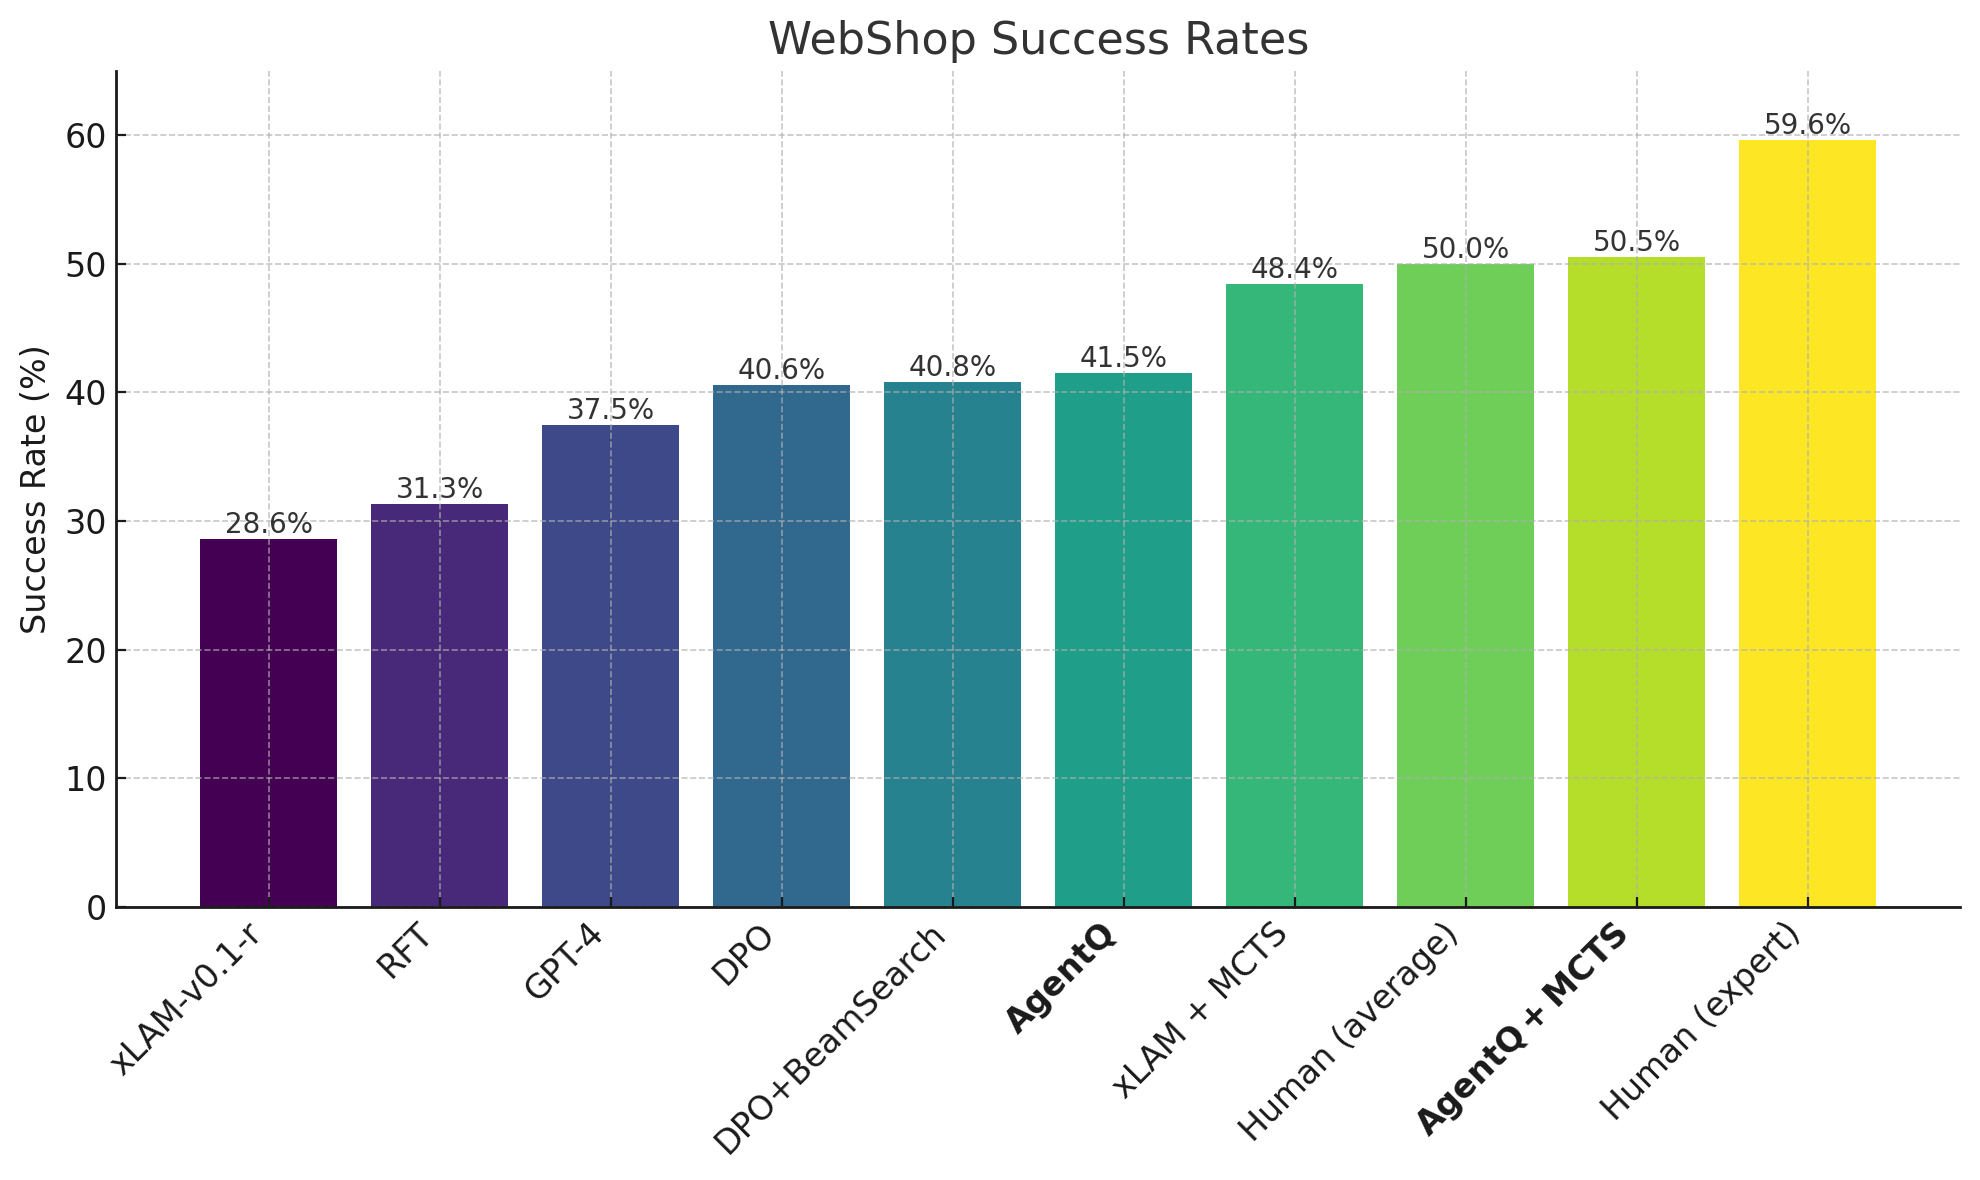 WebShop Success Rates
Success Rate (%)
60
50
40
30
20
10
0
28.6%
31.3%
37.5%
40.6%
40.8%
41.5%
48.4%
50.0%
50.5%
59.6%
xLAM-v0.1-r
RFT
GPT-4
DPO
DPO+BeamSearch
AgentQ
xLAM + MCTS
Human (average)
AgentQ + MCTS
Human (expert)